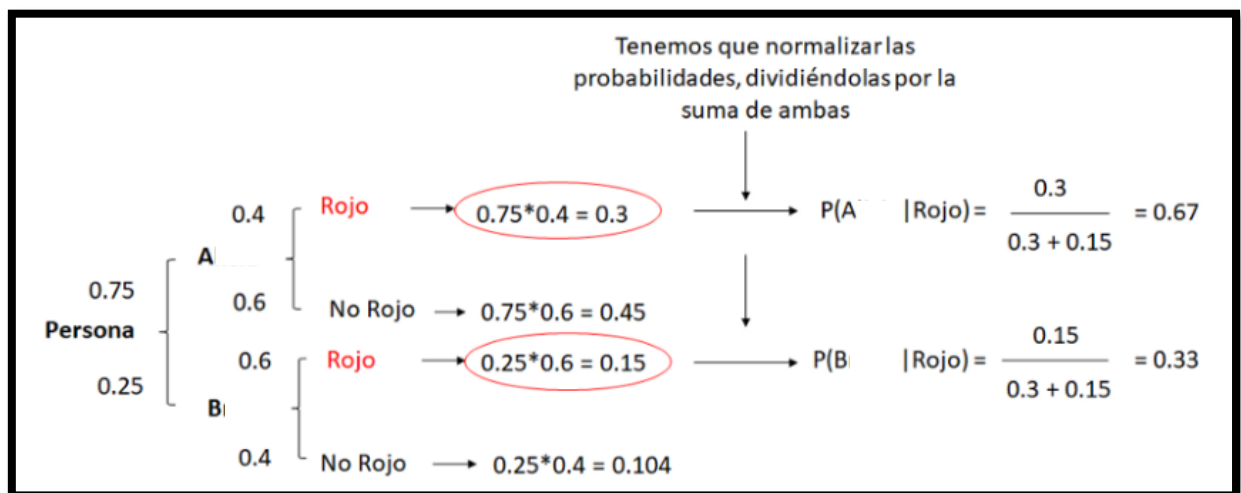 Tenemos que normalizar las
probabilidades, dividiéndolas por la
suma de ambas
0.4 Rojo 0.75*0.4 = 0.3 P(A |Rojo) = 0.3 / 0.3 + 0.15 = 0.67
A
0.75
0.6 No Rojo 0.75*0.6 = 0.45
Persona
0.6 Rojo 0.25*0.6 = 0.15 P(B |Rojo) = 0.15 / 0.3 + 0.15 = 0.33
0.25
B
0.4 No Rojo 0.25*0.4 = 0.104